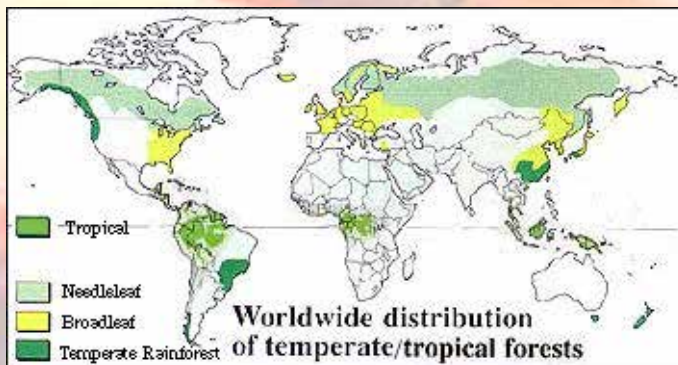 Tropical
Needleleaf
Broadleaf
Temperate Rainforest
Worldwide distribution
of temperate/tropical forests